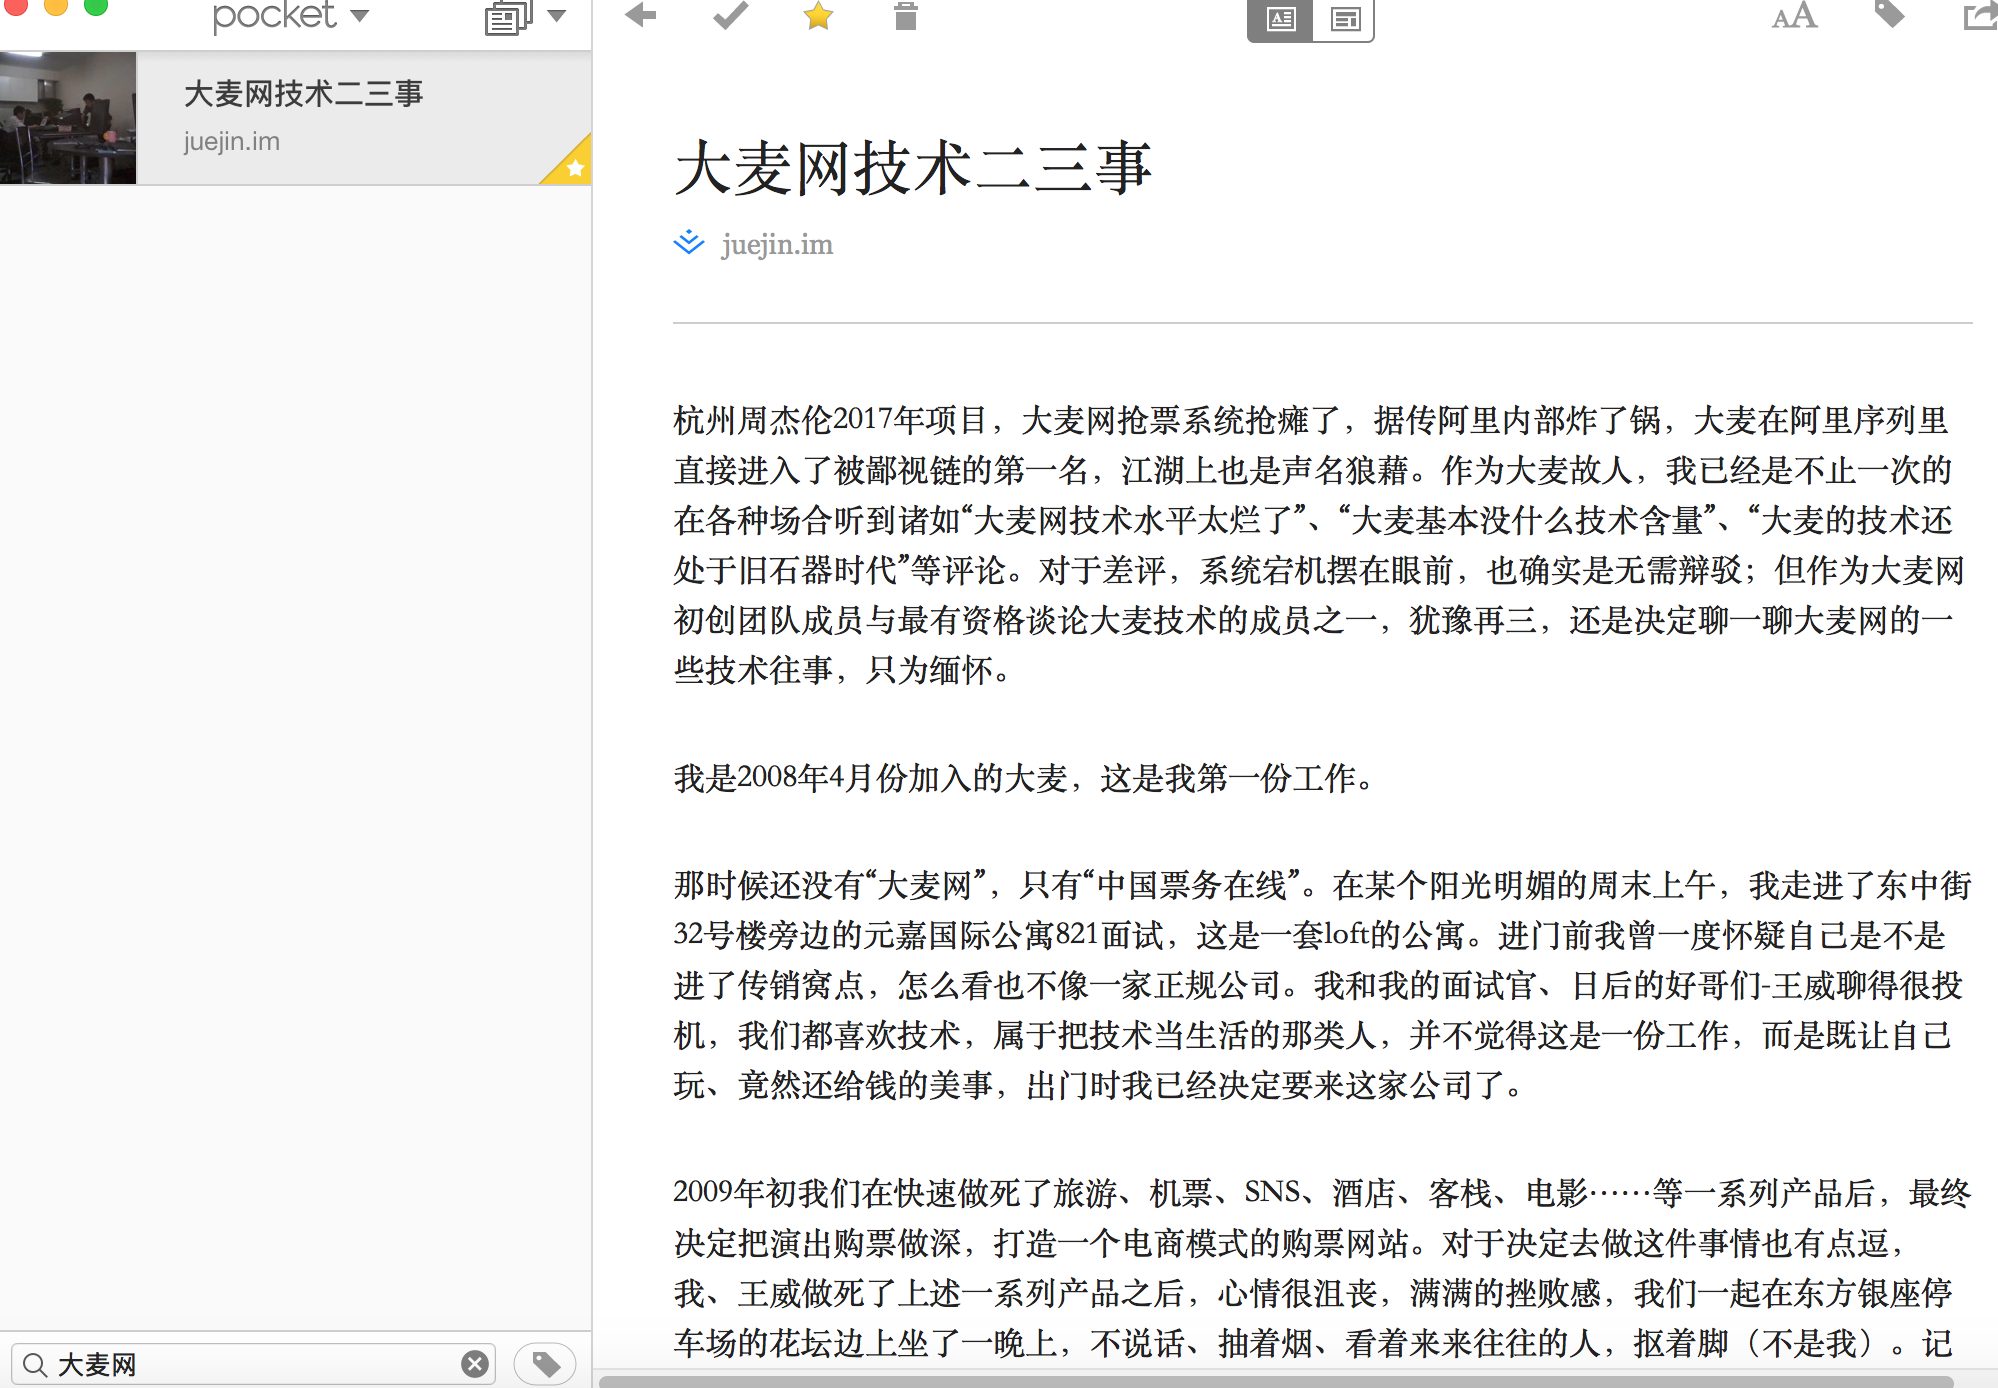 pocket
大麦网技术二三事
juejin.im
大麦网
AA
大麦网技术二三事
juejin.im
杭州周杰伦2017年项目，大麦网抢票系统抢瘫了，据传阿里内部炸了锅，大麦在阿里序列里
直接进入了被鄙视链的第一名，江湖上也是声名狼藉。作为大麦故人，我已经是不止一次的
在各种场合听到诸如“大麦网技术水平太烂了”、“大麦基本没什么技术含量”、“大麦的技术还
处于旧石器时代”等评论。对于差评，系统宕机摆在眼前，也确实是无需辩驳；但作为大麦网
初创团队成员与最有资格谈论大麦技术的成员之一，犹豫再三，还是决定聊一聊大麦网的一
些技术往事，只为缅怀。
我是2008年4月份加入的大麦，这是我第一份工作。
那时候还没有“大麦网”，只有“中国票务在线”。在某个阳光明媚的周末上午，我走进了东中街
32号楼旁边的元嘉国际公寓821面试，这是一套loft的公寓。进门前我曾一度怀疑自己是不是
进了传销窝点，怎么看也不像一家正规公司。我和我的面试官、日后的好哥们-王威聊得很投
机，我们都喜欢技术，属于把技术当生活的那类人，并不觉得这是一份工作，而是既让自己
玩、竟然还给钱的美事，出门时我已经决定要来这家公司了。
2009年初我们在快速做死了旅游、机票、SNS、酒店、客栈、电影……等一系列产品后，最终
决定把演出购票做深，打造一个电商模式的购票网站。对于决定去做这件事情也有点逗，
我、王威做死了上述一系列产品之后，心情很沮丧，满满的挫败感，我们一起在东方银座停
车场的花坛边上坐了一晚上，不说话、抽着烟、看着来来往往的人，抠着脚（不是我）。记